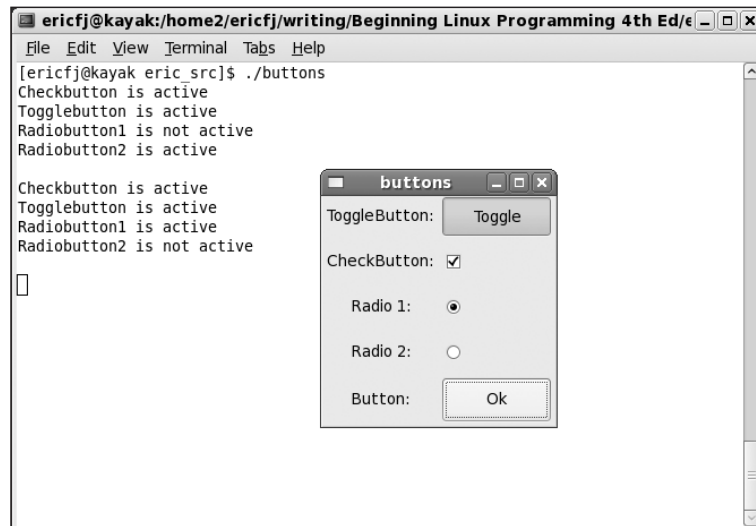 ericfj@kayak:/home2/ericfj/writing/Beginning Linux Programming 4th Ed/e
File Edit View Terminal Tabs Help
[ericfj@kayak eric_src]$ ./buttons
Checkbutton is active
Togglebutton is active
Radiobutton1 is not active
Radiobutton2 is active
Checkbutton is active
Togglebutton is active
Radiobutton1 is active
Radiobutton2 is not active
buttons
ToggleButton: Toggle
CheckButton:
Radio 1:
Radio 2:
Button: Ok